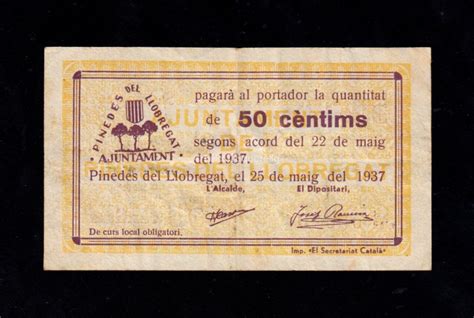 PINEDES DEL LLOBREGAT
· AJUNTAMENT ·
pagarà al portador la quantitat
de 50 cèntims
segons acord del 22 de maig
del 1937.
Pinedes del Llobregat, el 25 de maig del 1937
L'Alcalde, El Dipositari,
De curs local obligatori.
Imp. «El Secretariat Català»